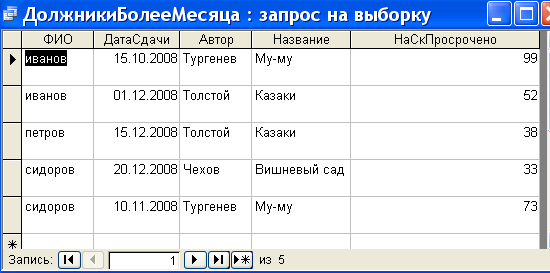 ДолжникиБолееМесяца : запрос на выборку
ФИО ДатаСдачи Автор Название НаСкПросрочено
иванов 15.10.2008 Тургенев Му-му 99
иванов 01.12.2008 Толстой Казаки 52
петров 15.12.2008 Толстой Казаки 38
сидоров 20.12.2008 Чехов Вишневый сад 33
сидоров 10.11.2008 Тургенев Му-му 73
Запись: 1 из 5